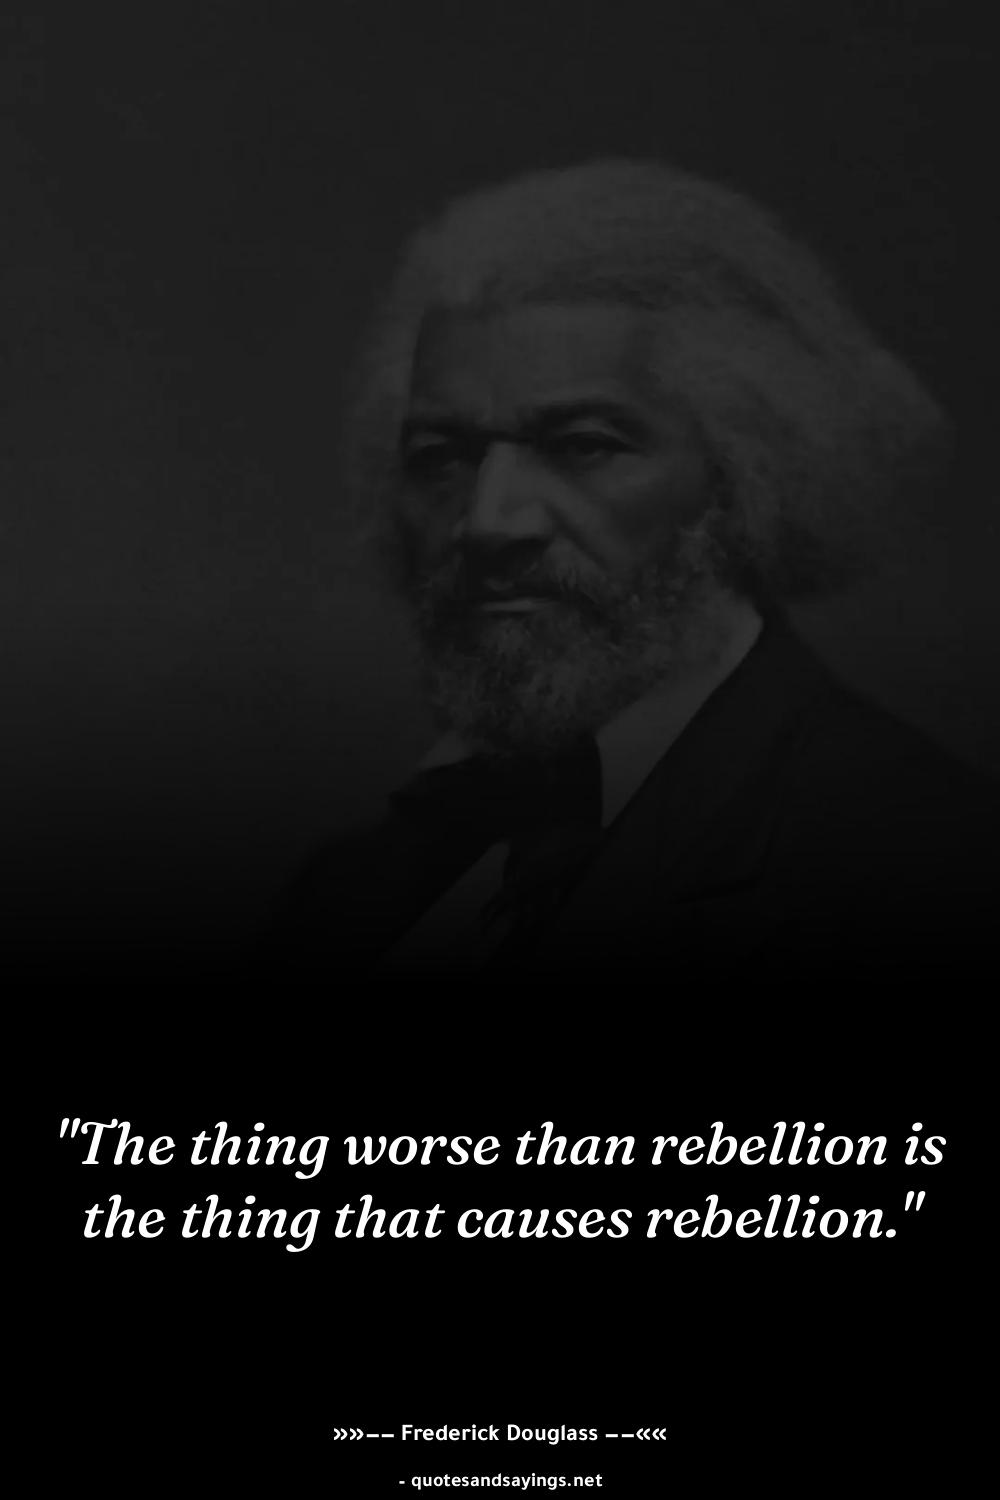 "The thing worse than rebellion is
the thing that causes rebellion."
»»−− Frederick Douglass −−««
- quotesandsayings.net